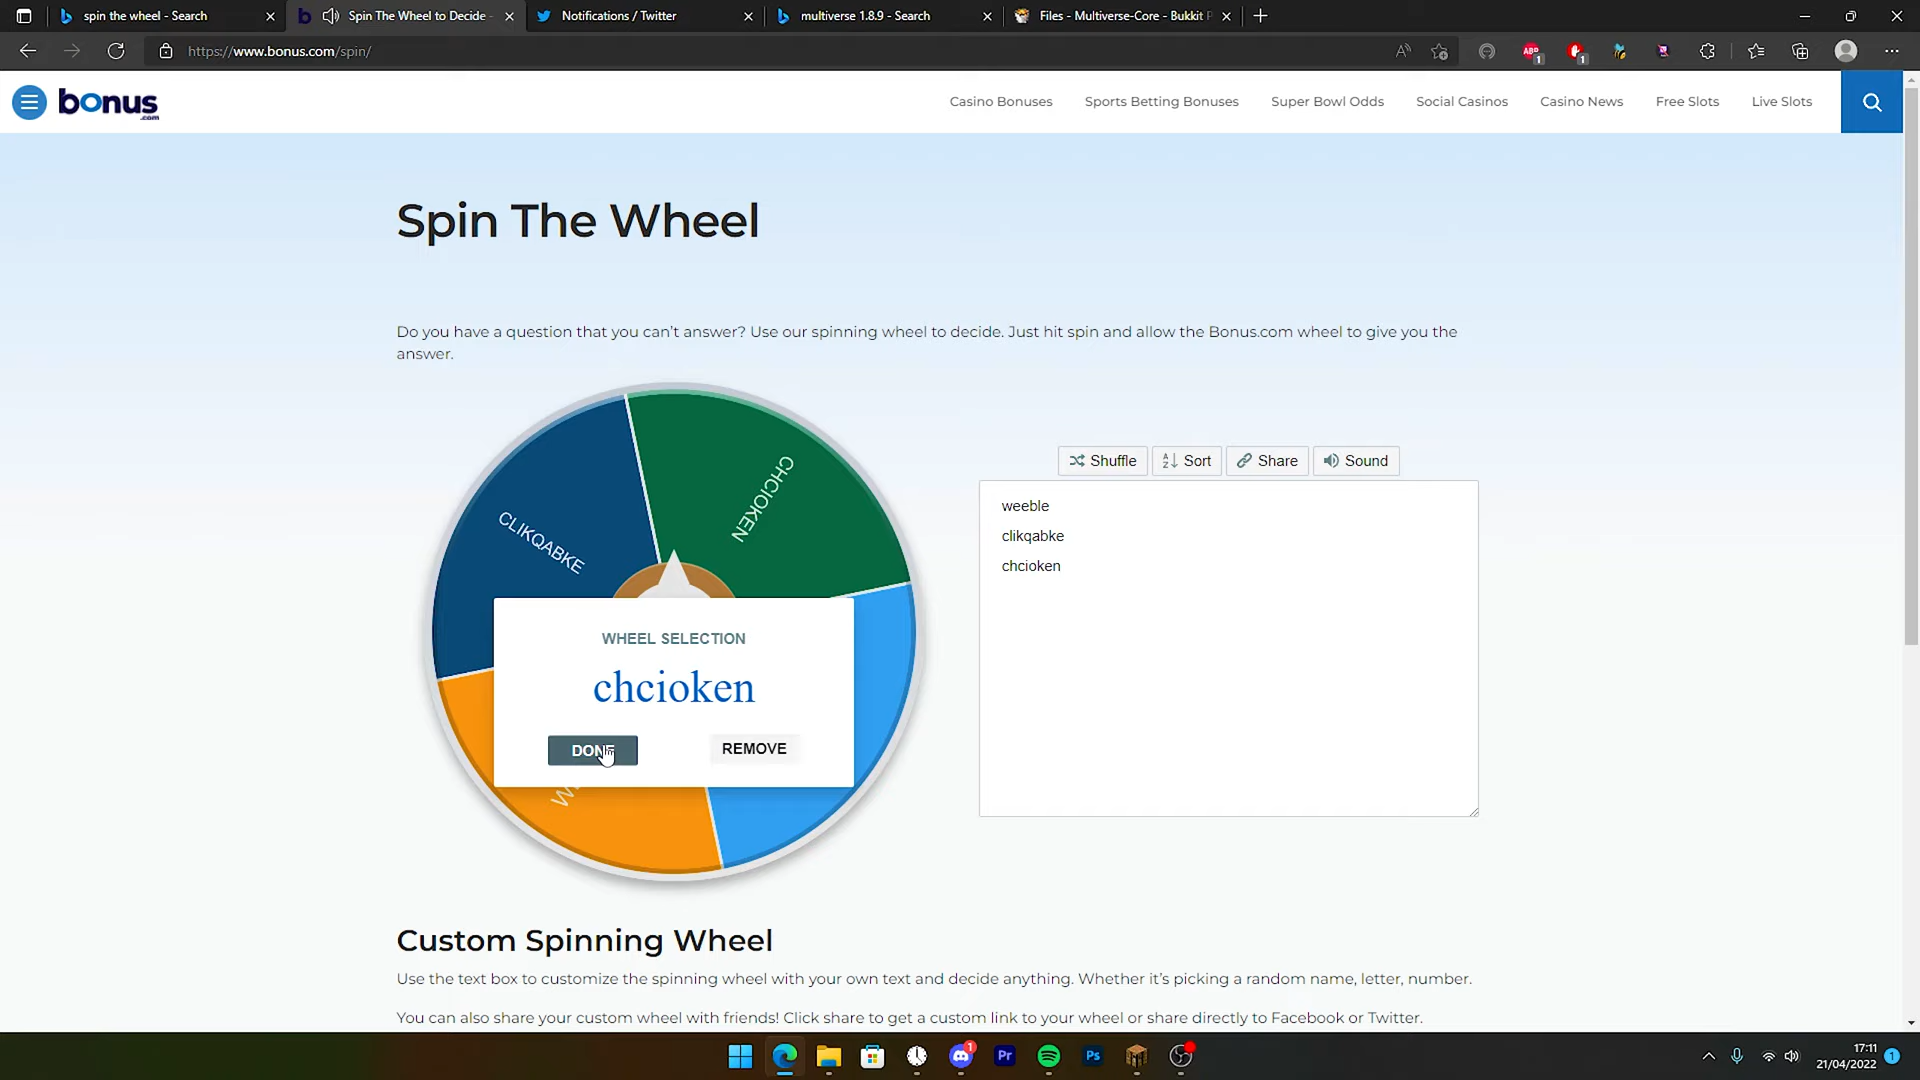 spin the wheel - Search
Spin The Wheel to Decide -
Notifications / Twitter
multiverse 1.8.9 - Search
Files - Multiverse-Core - Bukkit P
https://www.bonus.com/spin/
ABP
1
1
bonus
.com
Casino Bonuses
Sports Betting Bonuses
Super Bowl Odds
Social Casinos
Casino News
Free Slots
Live Slots
Spin The Wheel
Do you have a question that you can't answer? Use our spinning wheel to decide. Just hit spin and allow the Bonus.com wheel to give you the
answer.
CHCIOKEN
CLIKQABKE
Shuffle
Sort
Share
Sound
weeble
clikqabke
chcioken
WHEEL SELECTION
chcioken
DONE
REMOVE
Custom Spinning Wheel
Use the text box to customize the spinning wheel with your own text and decide anything. Whether it's picking a random name, letter, number.
You can also share your custom wheel with friends! Click share to get a custom link to your wheel or share directly to Facebook or Twitter.
1
Pr
Ps
17:11
21/04/2022
1